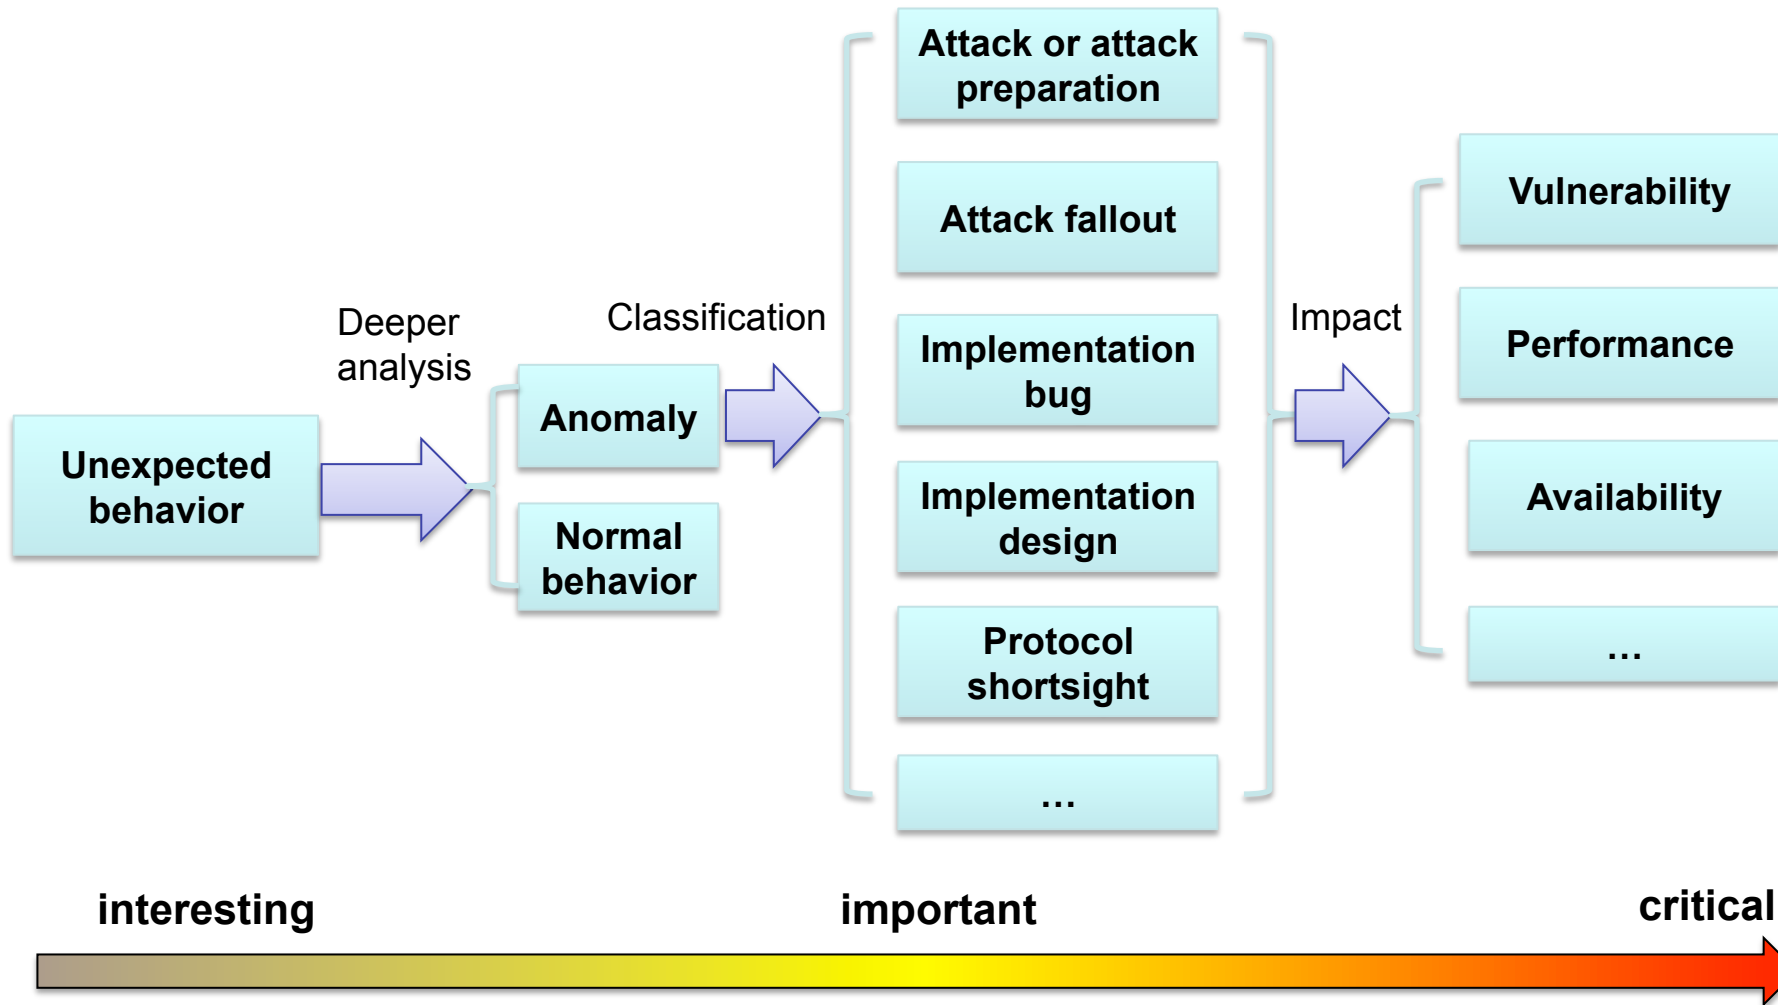 Unexpected
behavior
Deeper
analysis
Anomaly
Normal
behavior
Classification
Attack or attack
preparation
Attack fallout
Implementation
bug
Implementation
design
Protocol
shortsight
…
Impact
Vulnerability
Performance
Availability
…
interesting
important
critical